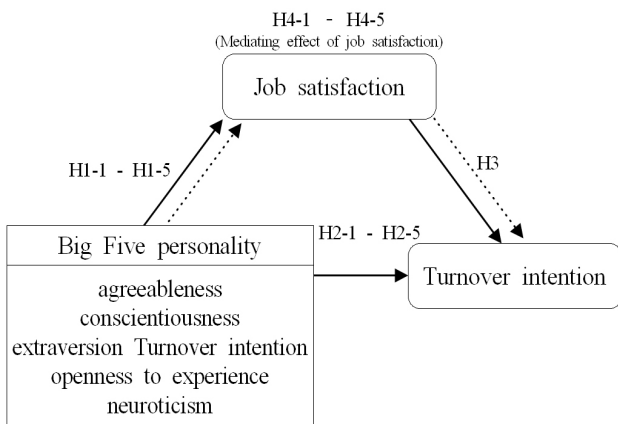 H4-1 - H4-5
(Mediating effect of job satisfaction)
Job satisfaction
H1-1 - H1-5
H3
Big Five personality
H2-1 - H2-5
agreeableness
conscientiousness
extraversion Turnover intention
openness to experience
neuroticism
Turnover intention